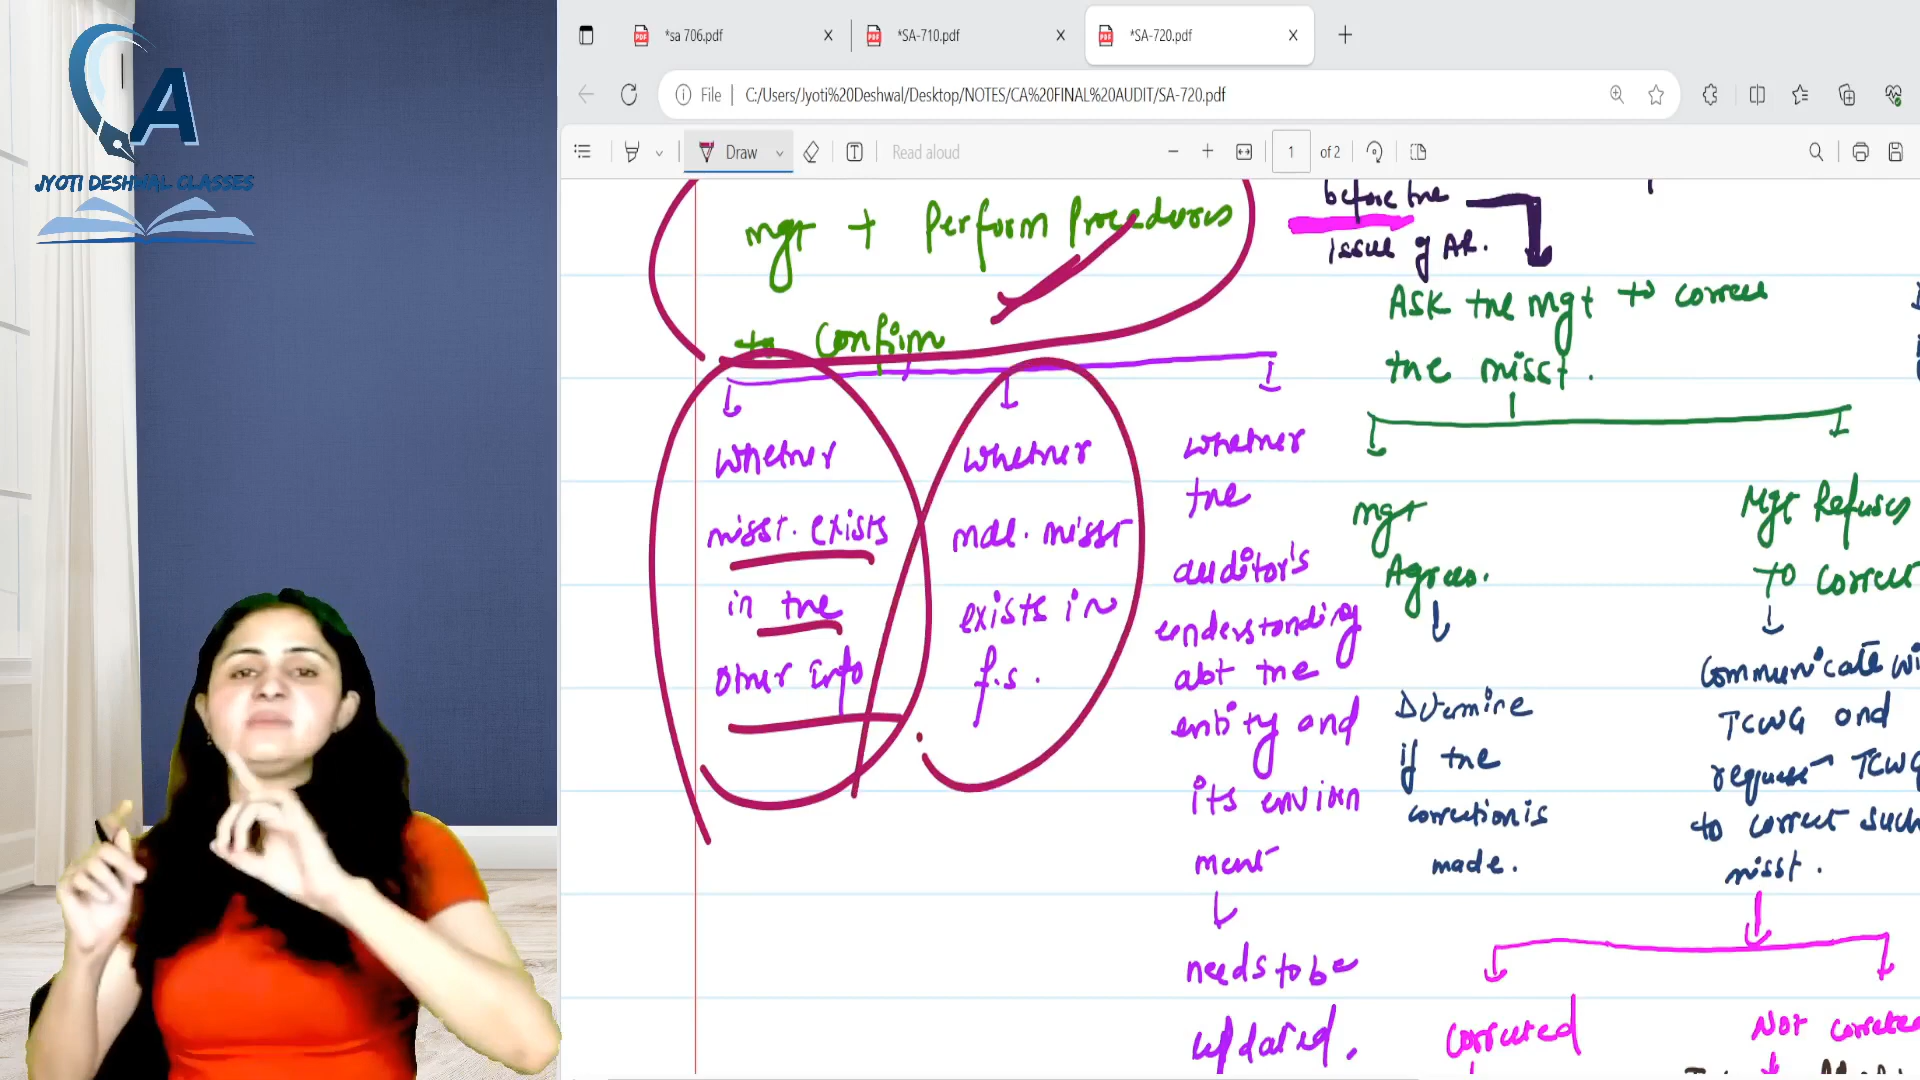 CA
JYOTI DESHWAL CLASSES
*sa 706.pdf
*SA-710.pdf
*SA-720.pdf
File
C:/Users/Jyoti%20Deshwal/Desktop/NOTES/CA%20FINAL%20AUDIT/SA-720.pdf
Draw
Read aloud
1
of 2
mgt + Perform Procedures
to Confirm
Whether
misst. exists
in the
other info
whether
mat. misst
exists in
f.s.
whether
the
auditor's
understanding
abt the
entity and
its environ
ment
needs to be
updated.
before the
issue of AR.
Ask the mgt to correct
the misst.
mgt
Agrees.
Determine
if the
correction is
made.
Mgt Refuses
to correct
Communicate wi
TCWG and
request TCWG
to correct such
misst.
Corrected
Not correcte